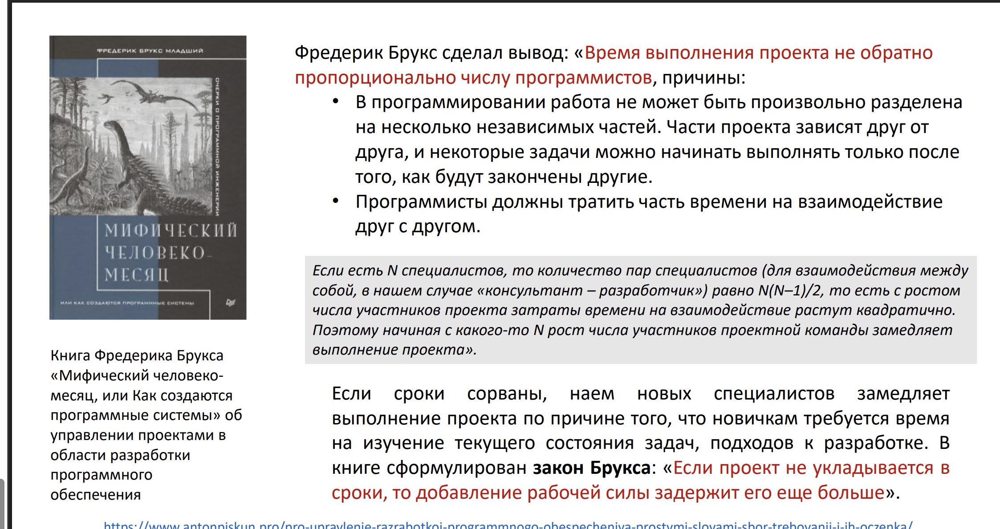 ФРЕДЕРИК БРУКС МЛАДШИЙ
ОЧЕРКИ О ПРОГРАММНОЙ ИНЖЕНЕРИИ
МИФИЧЕСКИЙ
ЧЕЛОВЕКО-
МЕСЯЦ
ИЛИ КАК СОЗДАЮТСЯ ПРОГРАММНЫЕ СИСТЕМЫ
Книга Фредерика Брукса
«Мифический человеко-
месяц, или Как создаются
программные системы» об
управлении проектами в
области разработки
программного
обеспечения
Фредерик Брукс сделал вывод: «Время выполнения проекта не обратно
пропорционально числу программистов, причины:
• В программировании работа не может быть произвольно разделена
на несколько независимых частей. Части проекта зависят друг от
друга, и некоторые задачи можно начинать выполнять только после
того, как будут закончены другие.
• Программисты должны тратить часть времени на взаимодействие
друг с другом.
Если есть N специалистов, то количество пар специалистов (для взаимодействия между
собой, в нашем случае «консультант – разработчик») равно N(N–1)/2, то есть с ростом
числа участников проекта затраты времени на взаимодействие растут квадратично.
Поэтому начиная с какого-то N рост числа участников проектной команды замедляет
выполнение проекта».
Если сроки сорваны, наем новых специалистов замедляет
выполнение проекта по причине того, что новичкам требуется время
на изучение текущего состояния задач, подходов к разработке. В
книге сформулирован закон Брукса: «Если проект не укладывается в
сроки, то добавление рабочей силы задержит его еще больше».
https://www.antonpiskun.pro/pro-upravlenie-razrabotkoj-programmnogo-obespecheniya-prostymi-slovami-sbor-trebovanij-i-ih-oczenka/